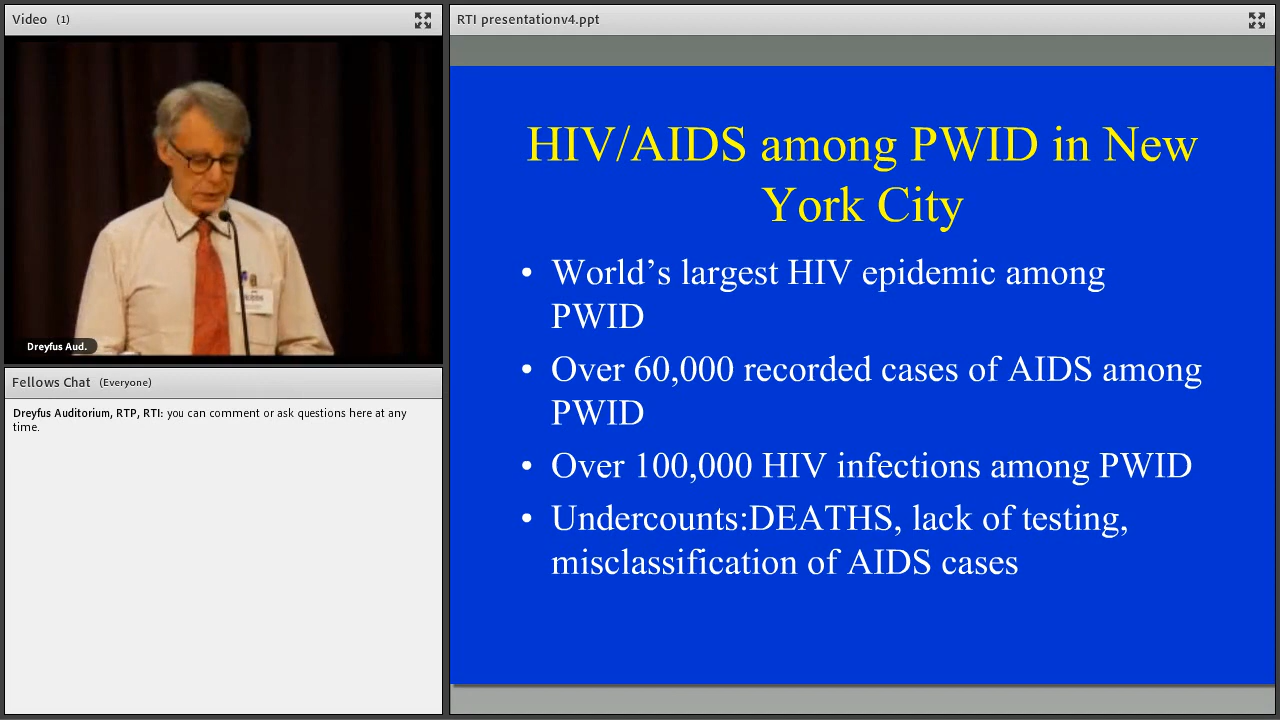 Video (1)
Dreyfus Aud.
Fellows Chat (Everyone)
Dreyfus Auditorium, RTP, RTI: you can comment or ask questions here at any
time.
RTI presentationv4.ppt
HIV/AIDS among PWID in New
York City
• World’s largest HIV epidemic among
PWID
• Over 60,000 recorded cases of AIDS among
PWID
• Over 100,000 HIV infections among PWID
• Undercounts:DEATHS, lack of testing,
misclassification of AIDS cases